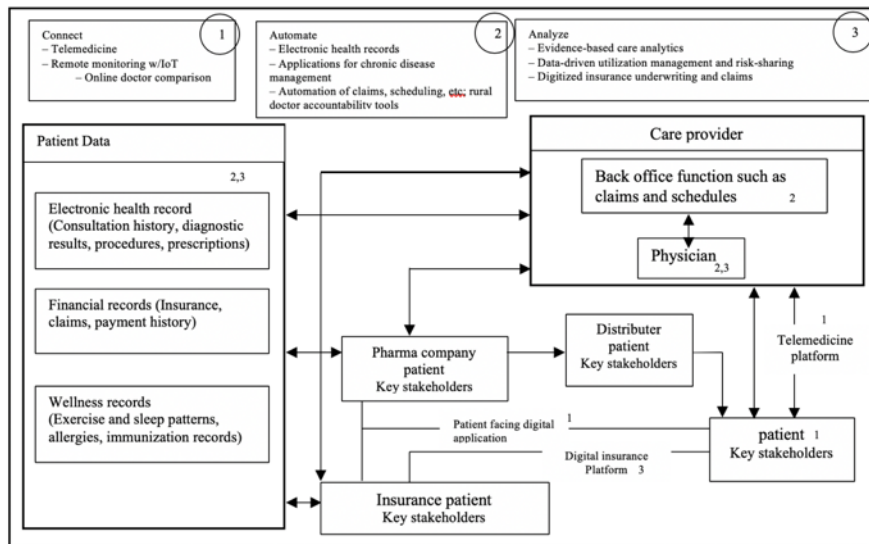 Connect
– Telemedicine
– Remote monitoring w/IoT
– Online doctor comparison
1
Automate
– Electronic health records
– Applications for chronic disease
management
– Automation of claims, scheduling, etc; rural
doctor accountability tools
2
Analyze
– Evidence-based care analytics
– Data-driven utilization management and risk-sharing
– Digitized insurance underwriting and claims
3
Patient Data
2,3
Electronic health record
(Consultation history, diagnostic
results, procedures, prescriptions)
Financial records (Insurance,
claims, payment history)
Wellness records
(Exercise and sleep patterns,
allergies, immunization records)
Care provider
Back office function such as
claims and schedules 2
Physician
2,3
Pharma company
patient
Key stakeholders
Distributer
patient
Key stakeholders
1
Telemedicine
platform
Patient facing digital 1
application
Digital insurance
Platform 3
patient 1
Key stakeholders
Insurance patient
Key stakeholders